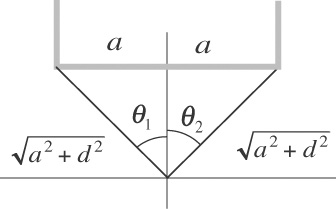 a a
θ₁ θ₂
√(a² + d²) √(a² + d²)